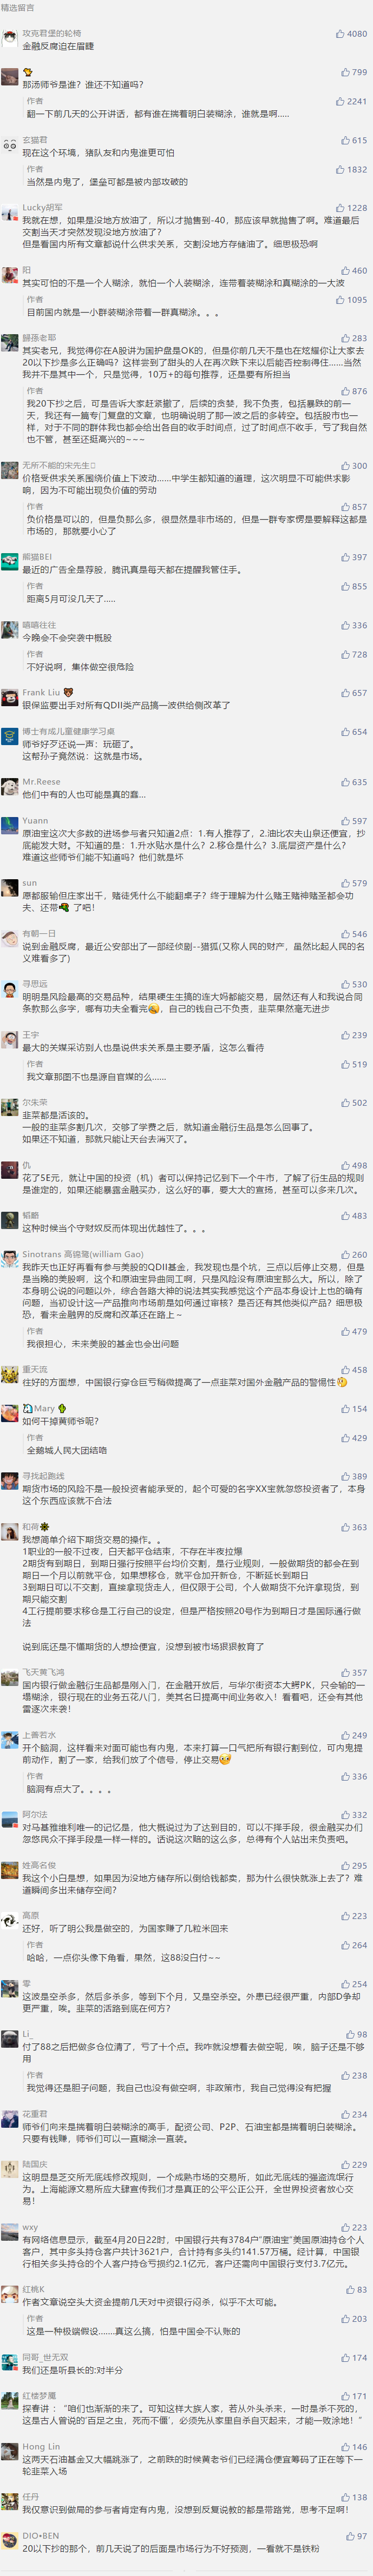 精选留言
攻克君堡的轮椅 4080
金融反腐迫在眉睫
799
那汤师爷是谁？谁还不知道吗？
作者 2241
翻一下前几天的公开讲话，都有谁在揣着明白装糊涂，谁就是啊.....
玄猫君 615
现在这个环境，猪队友和内鬼谁更可怕
作者 1832
当然是内鬼了，堡垒可都是被内部攻破的
Lucky胡军 1228
我就在想，如果是没地方放油了，所以才抛售到-40，那应该早就抛售了啊。难道最后
交割当天才突然发现没地方放油了？
但是看国内所有文章都说什么供求关系，交割没地方存储油了。细思极恐啊
阳 460
其实可怕的不是一个人糊涂，就怕一个人装糊涂，连带着装糊涂和真糊涂的一大波
作者 1095
目前国内就是一小群装糊涂带着一群真糊涂。。。
283
其实老兄，我觉得你在A股讲为国护盘是OK的，但是你前几天不是也在炫耀你让大家去
20以下抄是多么正确吗？这样尝到了甜头的人在再次跌下来以后能否控制得住......当然
我并不是其中一个，只是觉得，10万+的每句推荐，还是要有所担当
作者 876
我20下抄之后，可是告诉大家赶紧撤了，后续的贪婪，我不负责，包括暴跌的前一
天，我还有一篇专门复盘的文章，也明确说明了那一波之后的多转空。包括股市也一
样，对于不同的群体我也都会给出各自的收手时间点，过了时间点不收手，亏了我自然
也不管，甚至还挺高兴的~~~
无所不能的宋先生 300
价格受供求关系围绕价值上下波动......中学生都知道的道理，这次明显不可能供求影
响，因为不可能出现负价值的劳动
作者 857
负价格是可以的，但是负那么多，很显然是非市场的，但是一群专家愣是要解释这都是
市场的，那就要小心了
熊猫BEI 397
最近的广告全是荐股，腾讯真是每天都在提醒我管住手。
作者 855
距离5月可没几天了.....
嘻嘻往往 336
今晚会不会突袭中概股
作者 728
不好说啊，集体做空很危险
Frank Liu 657
银保监要出手对所有QDII类产品搞一波供给侧改革了
博士有成儿童健康学习桌 654
师爷好歹还说一声：玩砸了。
这帮孙子竟然说：这就是市场。
Mr.Reese 635
他们中有的人也可能是真的蠢...
Yuann 597
原油宝这次大多数的进场参与者只知道2点：1.有人推荐了，2.油比农夫山泉还便宜，抄
底能发大财。不知道的是：1.升水贴水是什么？2.移仓是什么？3.底层资产是什么？
难道这些师爷们能不知道吗？他们就是坏
sun 579
愿都服输但庄家出千，赌徒凭什么不能翻桌子？终于理解为什么赌王赌神赌圣都会功
夫、还带 了吧！
有朝一日 546
说到金融反腐，最近公安部出了一部经侦剧--猎狐(又称人民的财产，虽然比起人民的名
义难看多了)
寻思远 530
明明是风险最高的交易品种，结果硬生生搞的连大妈都能交易，居然还有人和我说合同
条款那么多字，哪有功夫全看完 ，自己的钱自己不负责，韭菜果然毫无进步
王宇 239
最大的关媒采访别人也是说供求关系是主要矛盾，这怎么看待
作者 519
我文章那图不也是源自官媒的么......
尔朱荣 502
韭菜都是活该的。
一般的韭菜多割几次，交够了学费之后，就知道金融衍生品是怎么回事了。
如果还不知道，那就只能让天台去消灭了。
仇 498
花了5E元，就让中国的投资（机）者可以保持记忆到下一个牛市，了解了衍生品的规则
是谁定的，如果还能暴露金融买办，这么好的事，要大大的宣扬，甚至可以多来几次。
韬略 483
这种时候当个守财奴反而体现出优越性了。。。
Sinotrans 高锦鹭(william Gao) 260
我昨天也正好再看有参与美股的QDII基金，我发现也是个坑，三点以后停止交易，但是
是当晚的美股啊，这个和原油宝异曲同工啊，只是风险没有原油宝那么大。所以，除了
本身明公说的问题以外，综合各路大神的说法其实我感觉这个产品本身设计上也的确有
问题，当初设计这一产品推向市场前是如何通过审核？是否还有其他类似产品？细思极
恐，看来金融界的反腐和改革还在路上~
作者 479
我很担心，未来美股的基金也会出问题
重天流 458
往好的方面想，中国银行穿仓巨亏稍微提高了一点韭菜对国外金融产品的警惕性
Mary 154
如何干掉黄师爷呢？
作者 429
全鹅城人民大团结咯
寻找起跑线 389
期货市场的风险不是一般投资者能承受的，起个可爱的名字XX宝就忽悠投资者了，本身
这个东西应该就不合法
和荷 363
我想简单介绍下期货交易的操作。。
1职业的一般不过夜，白天都平仓结束，不存在半夜拉爆
2期货有到期日，到期日强行按照平台均价交割，是行业规则，一般做期货的都会在到
期日一个月以前就平仓，如果想移仓，就平仓加开新仓，不断延长到期日
3到期日可以不交割，直接拿现货走人，但仅限于公司，个人做期货不允许拿现货，到
期只能交割
4工行提前要求移仓是工行自己的设定，但是严格按照20号作为到期日才是国际通行做
法
说到底还是不懂期货的人想捡便宜，没想到被市场狠狠教育了
飞天黄飞鸿 357
国内银行做金融衍生品都是刚入门，在金融开放后，与华尔街资本大鳄PK，只会输的一
塌糊涂，银行现在的业务五花八门，美其名曰提高中间业务收入！看着吧，还会有其他
雷逐次来袭！
上善若水 249
开个脑洞，这样看来对面可能也有内鬼，本来打算一口气把所有银行割到位，可内鬼提
前动作，割了一家，给我们放了个信号，停止交易
作者 336
脑洞有点大了。。。。
阿尔法 332
对马基雅维利唯一的记忆是，他大概说过为了达到目的，可以不择手段，很金融买办们
忽悠民众不择手段是一样一样的。话说这次赔的这么多，总得有个人站出来负责吧。
姓高名俊 295
我这个小白是想，如果因为没地方储存所以倒给钱都卖，那为什么很快就涨上去了？难
道瞬间多出来储存空间？
高原 223
还好，听了明公我是做空的，为国家赚了几粒米回来
作者 264
哈哈，一点你头像下角看，果然，这88没白付~~
零 254
这波是空杀多，然后多杀多，等到下个月，又是空杀空。外患已经很严重，内部D争却
更严重，唉。韭菜的活路到底在何方？
Li_ 98
付了88之后把做多仓位清了，亏了十个点。我咋就没想着去做空呢，唉，脑子还是不够
用
作者 238
我觉得还是胆子问题，我自己也没有做空啊，非政策市，我自己觉得没有把握
花重君 234
师爷们向来是揣着明白装糊涂的高手，配资公司、P2P、石油宝都是揣着明白装糊涂。
只要有钱赚，师爷们可以一直糊涂一直装。
陆国庆 229
这明显是芝交所无底线修改规则，一个成熟市场的交易所，如此无底线的强盗流氓行
为。上海能源交易所应大肆宣传我们才是真正的公平公正公开，全世界投资者放心交
易！
wxy 223
有网络信息显示，截至4月20日22时，中国银行共有3784户“原油宝”美国原油持仓个人
客户，其中多头持仓客户共计3621户，合计持有多头约141.57万桶。经计算，中国银
行相关多头持仓的个人客户持仓亏损约2.1亿元，客户还需向中国银行支付3.7亿元。
红桃K 83
作者文章说空头大资金提前几天对中资银行闷杀，似乎不太可能。
作者 203
这是一种极端假设......真这么搞，怕是中国会不认账的
阿哥_世无双 174
我们还是听县长的:对半分
红楼梦魇 171
探春讲：“咱们也渐渐的来了。可知这样大族人家，若从外头杀来，一时是杀不死的，
这是古人曾说的‘百足之虫，死而不僵’，必须先从家里自杀自灭起来，才能一败涂地！”
Hong Lin 146
这两天石油基金又大幅跳涨了，之前跌的时候黄老爷们已经满仓便宜筹码了正在等下一
轮韭菜入场
任丹 138
我仅意识到做局的参与者肯定有内鬼，没想到反复说教的都是带路党，思考不足啊！
DIO•BEN 97
20以下抄的那个，前几天说了的后面是市场行为不好预测，一看就不是铁粉